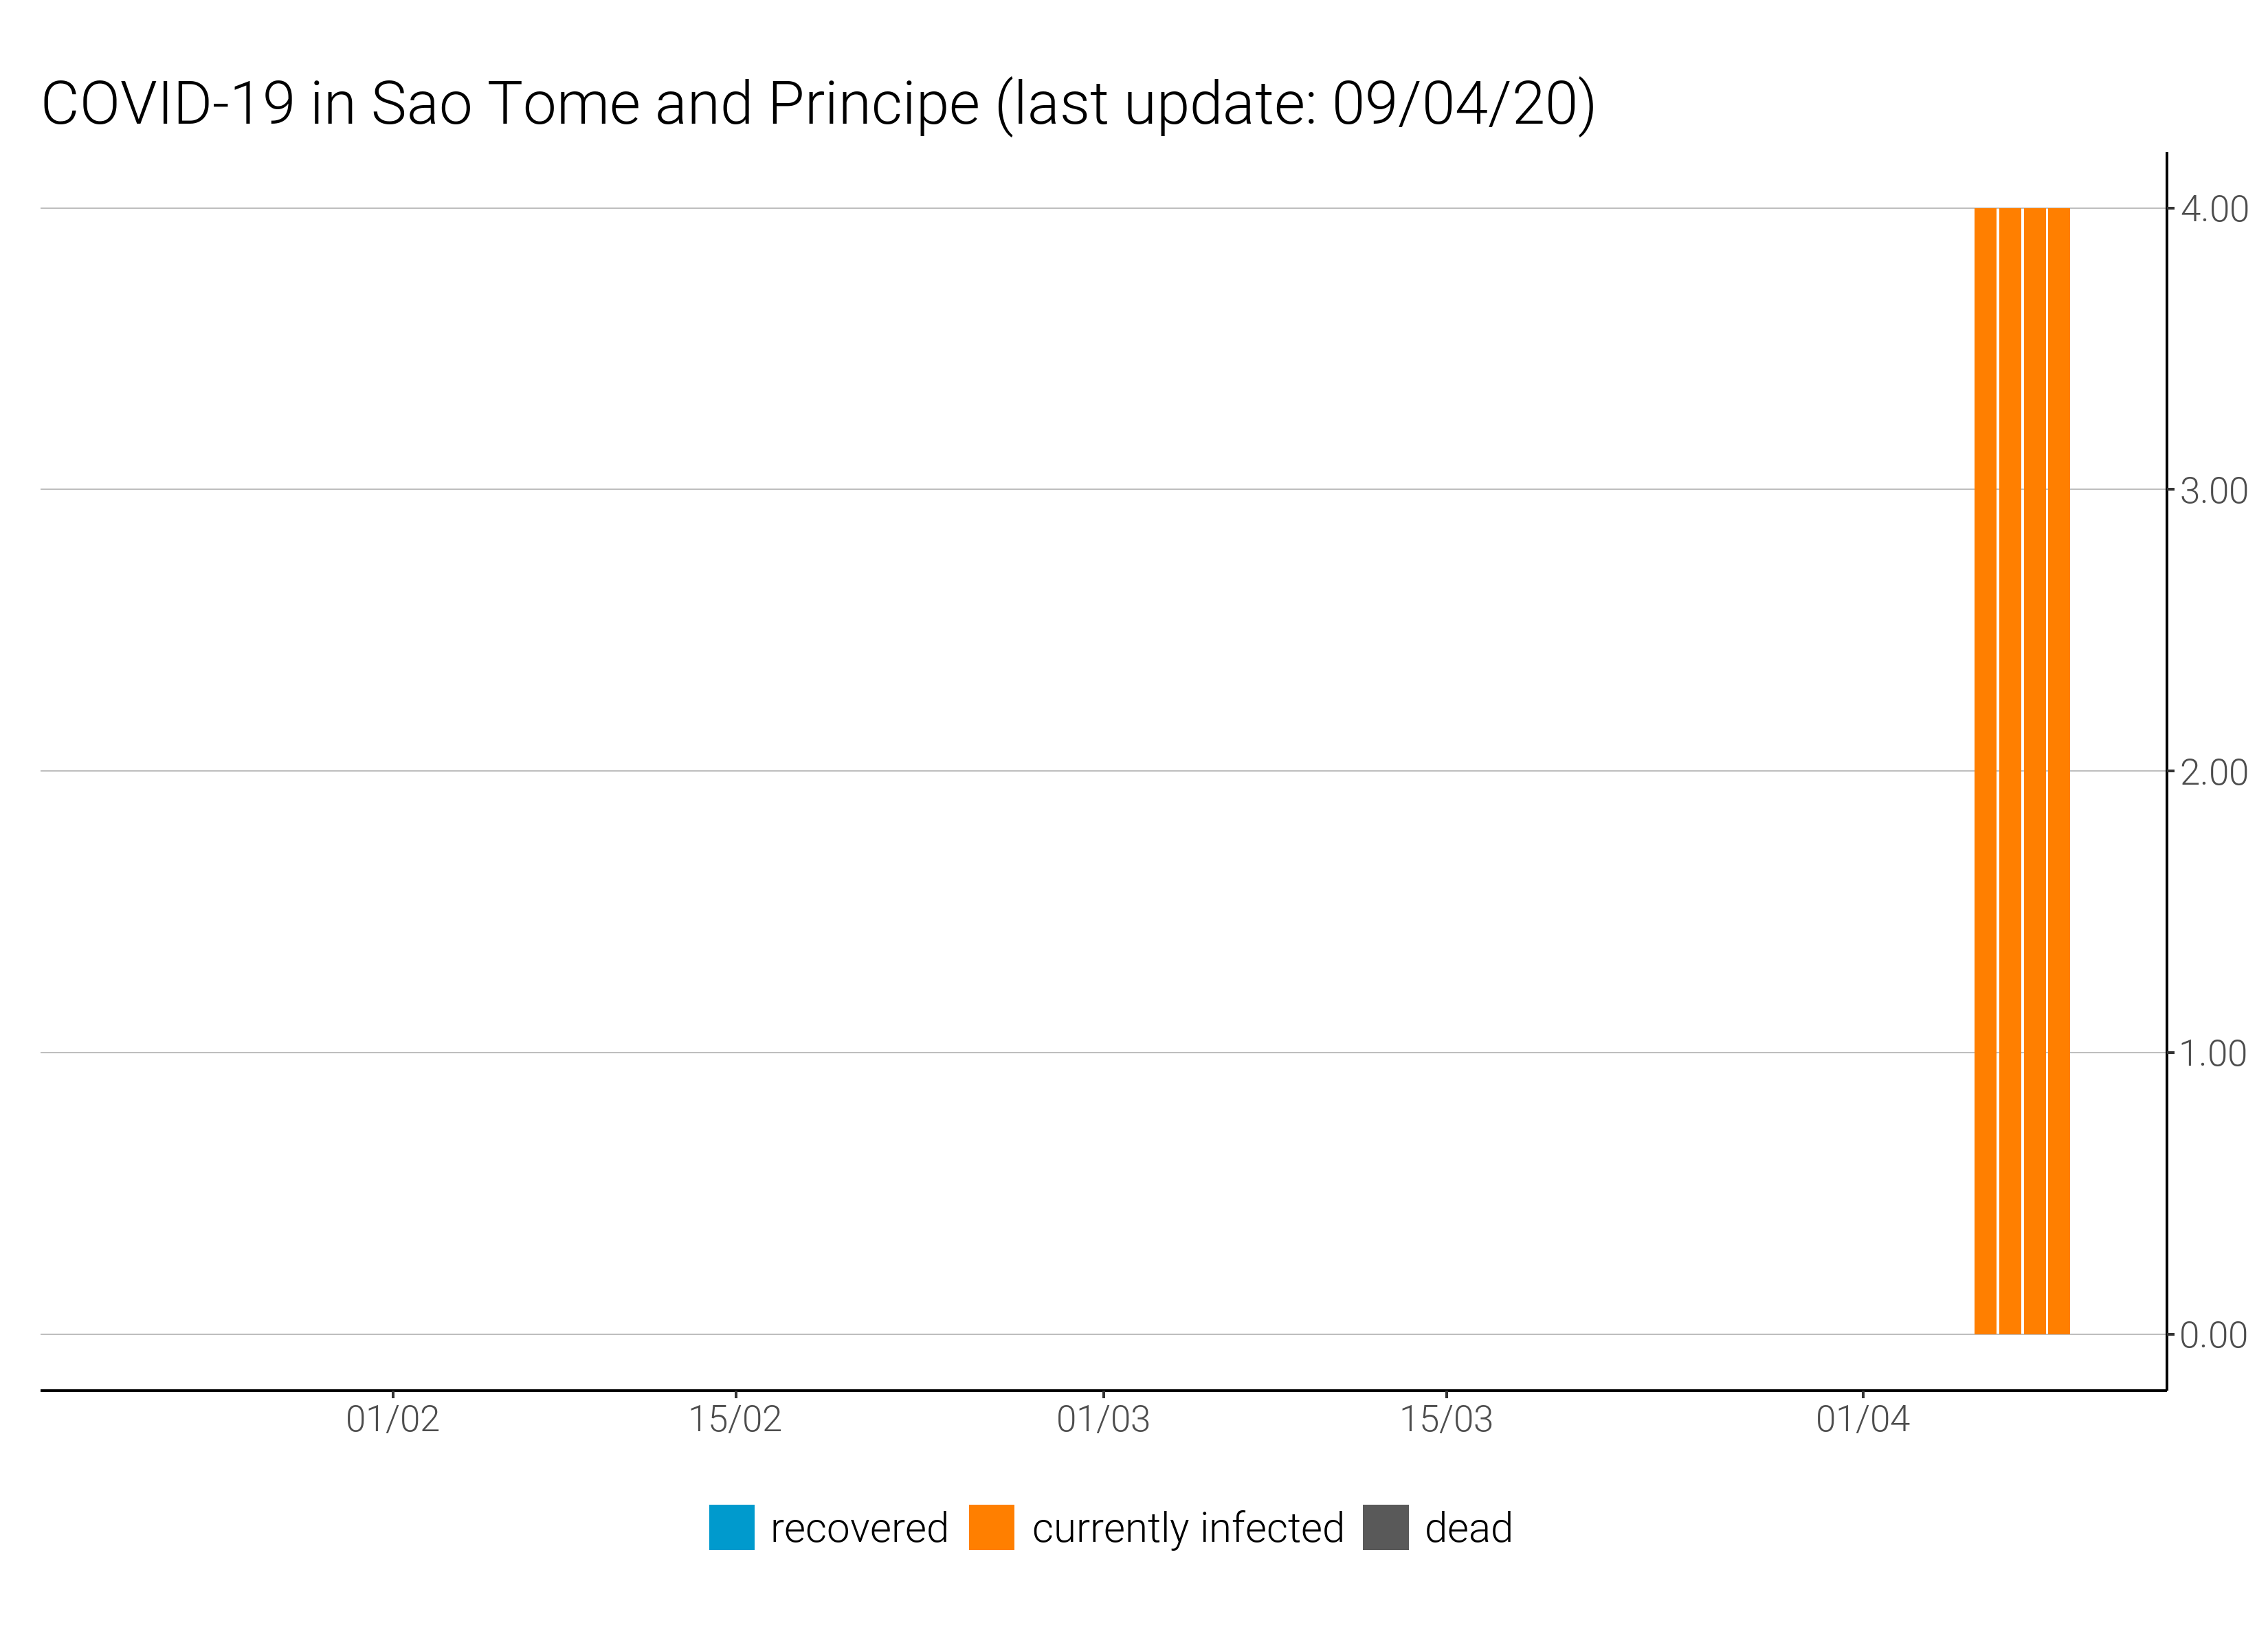 COVID-19 in Sao Tome and Principe (last update: 09/04/20)
4.00
3.00
2.00
1.00
0.00
01/02 15/02 01/03 15/03 01/04
recovered currently infected dead